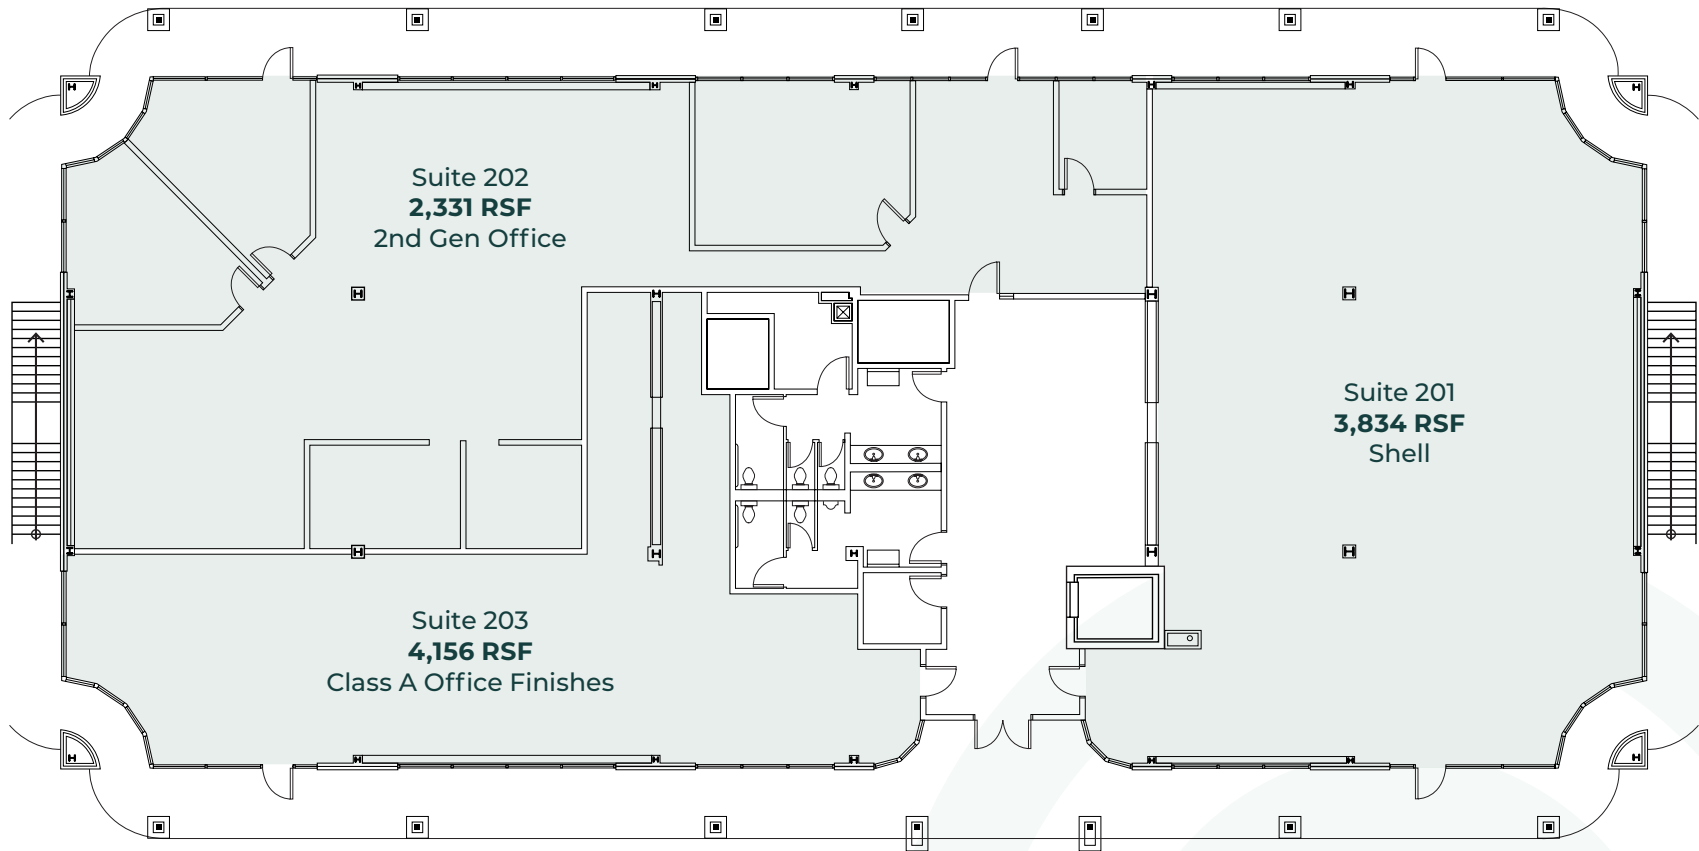 Suite 202
2,331 RSF
2nd Gen Office
Suite 201
3,834 RSF
Shell
Suite 203
4,156 RSF
Class A Office Finishes